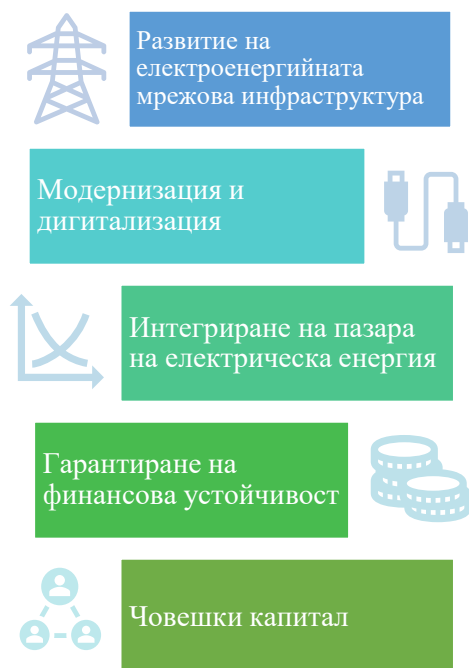 Развитие на
електроенергийната
мрежова инфраструктура
Модернизация и
дигитализация
Интегриране на пазара
на електрическа енергия
Гарантиране на
финансова устойчивост
Човешки капитал